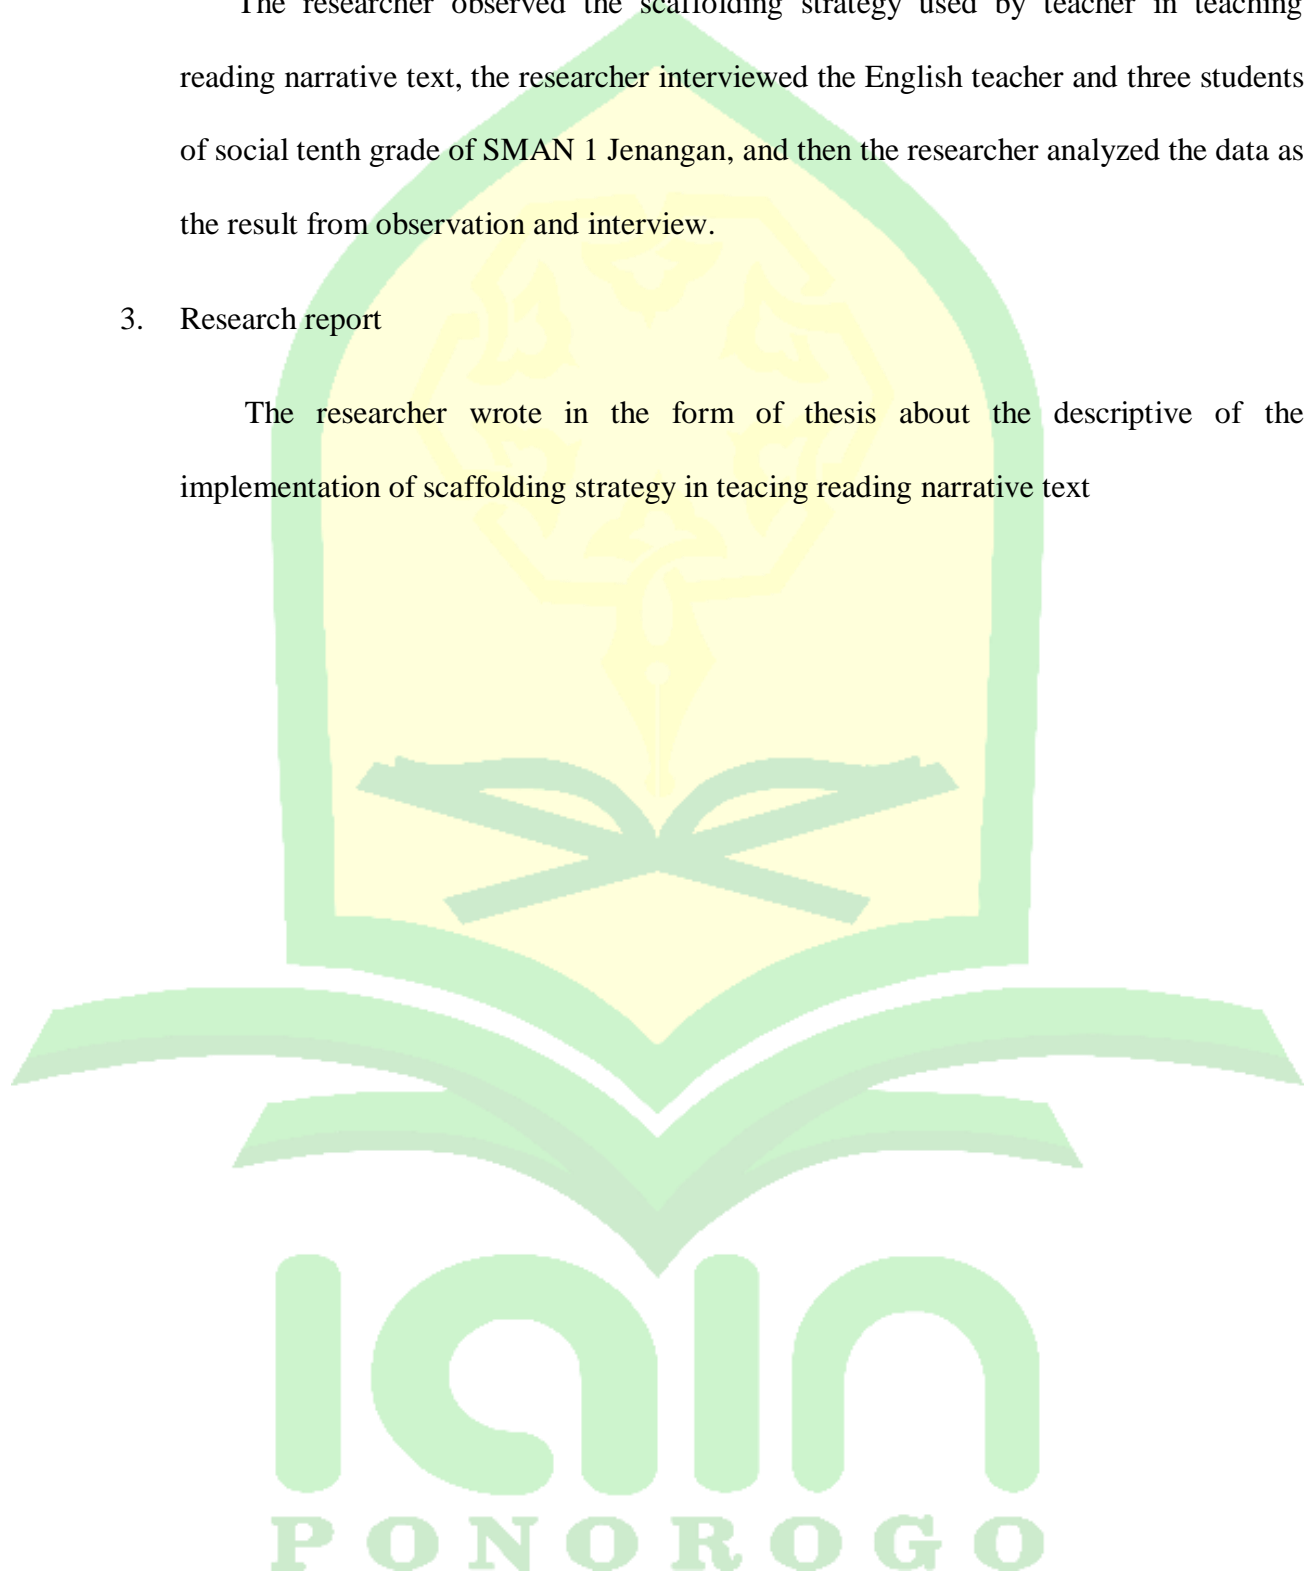 The researcher observed the scaffolding strategy used by teacher in teaching
reading narrative text, the researcher interviewed the English teacher and three students
of social tenth grade of SMAN 1 Jenangan, and then the researcher analyzed the data as
the result from observation and interview.
3. Research report
The researcher wrote in the form of thesis about the descriptive of the
implementation of scaffolding strategy in teacing reading narrative text
iain
PONOROGO